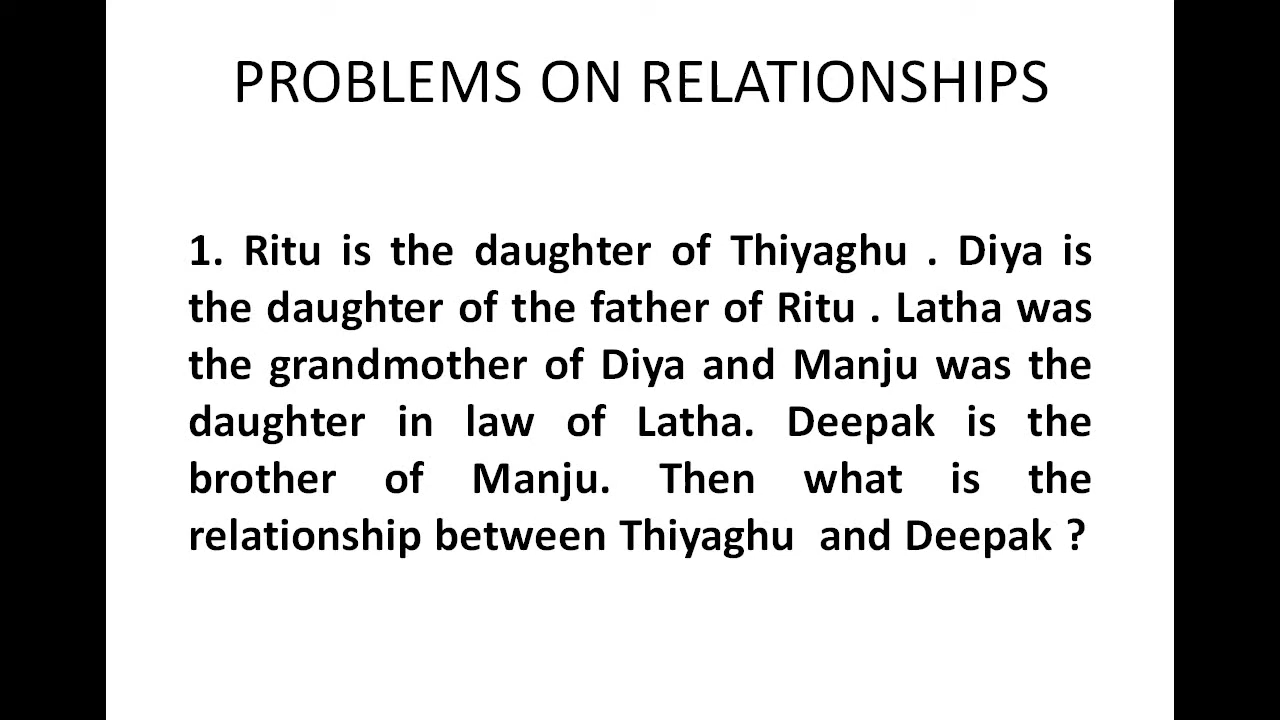 PROBLEMS ON RELATIONSHIPS
1. Ritu is the daughter of Thiyaghu . Diya is
the daughter of the father of Ritu . Latha was
the grandmother of Diya and Manju was the
daughter in law of Latha. Deepak is the
brother of Manju. Then what is the
relationship between Thiyaghu  and Deepak ?